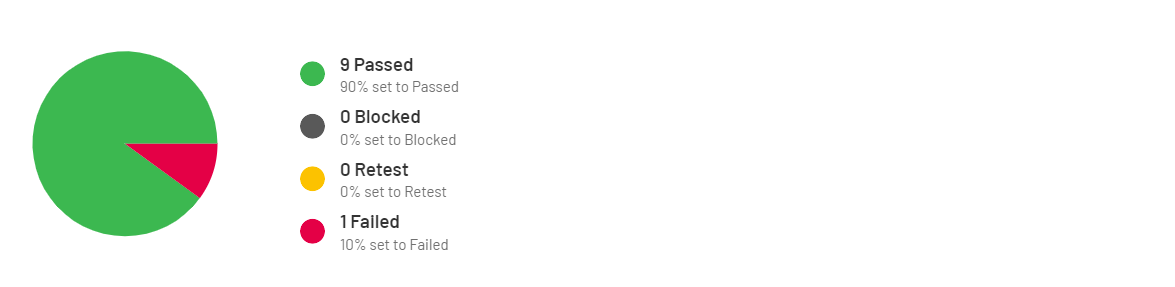 9 Passed
90% set to Passed
0 Blocked
0% set to Blocked
0 Retest
0% set to Retest
1 Failed
10% set to Failed